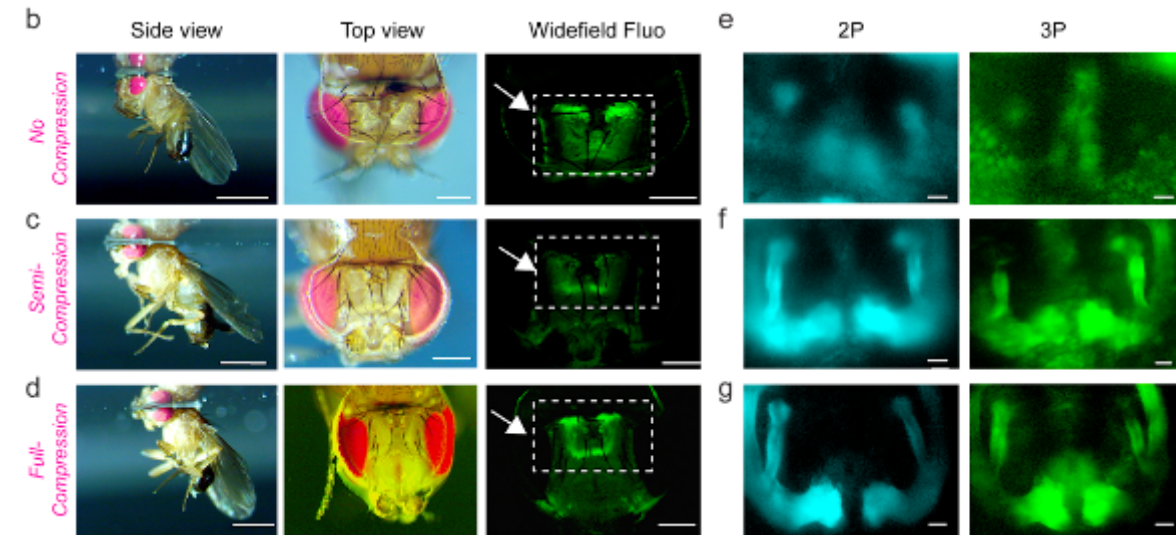 b
Side view
Top view
Widefield Fluo
e
2P
3P
No
Compression
c
f
Semi-
Compression
d
g
Full-
Compression